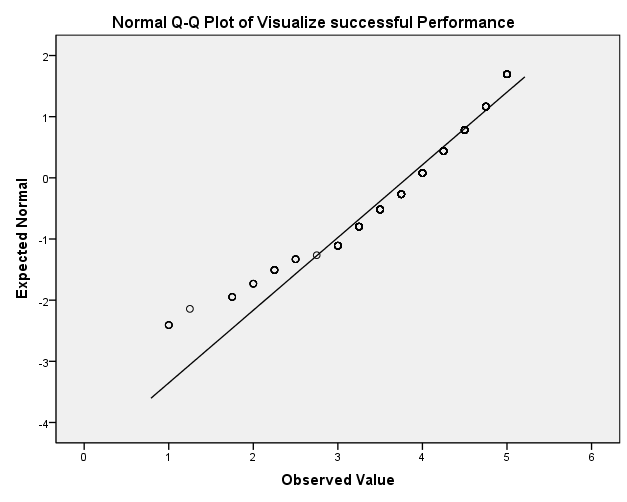 Normal Q-Q Plot of Visualize successful Performance
Expected Normal
2
1
0
-1
-2
-3
-4
0 1 2 3 4 5 6
Observed Value